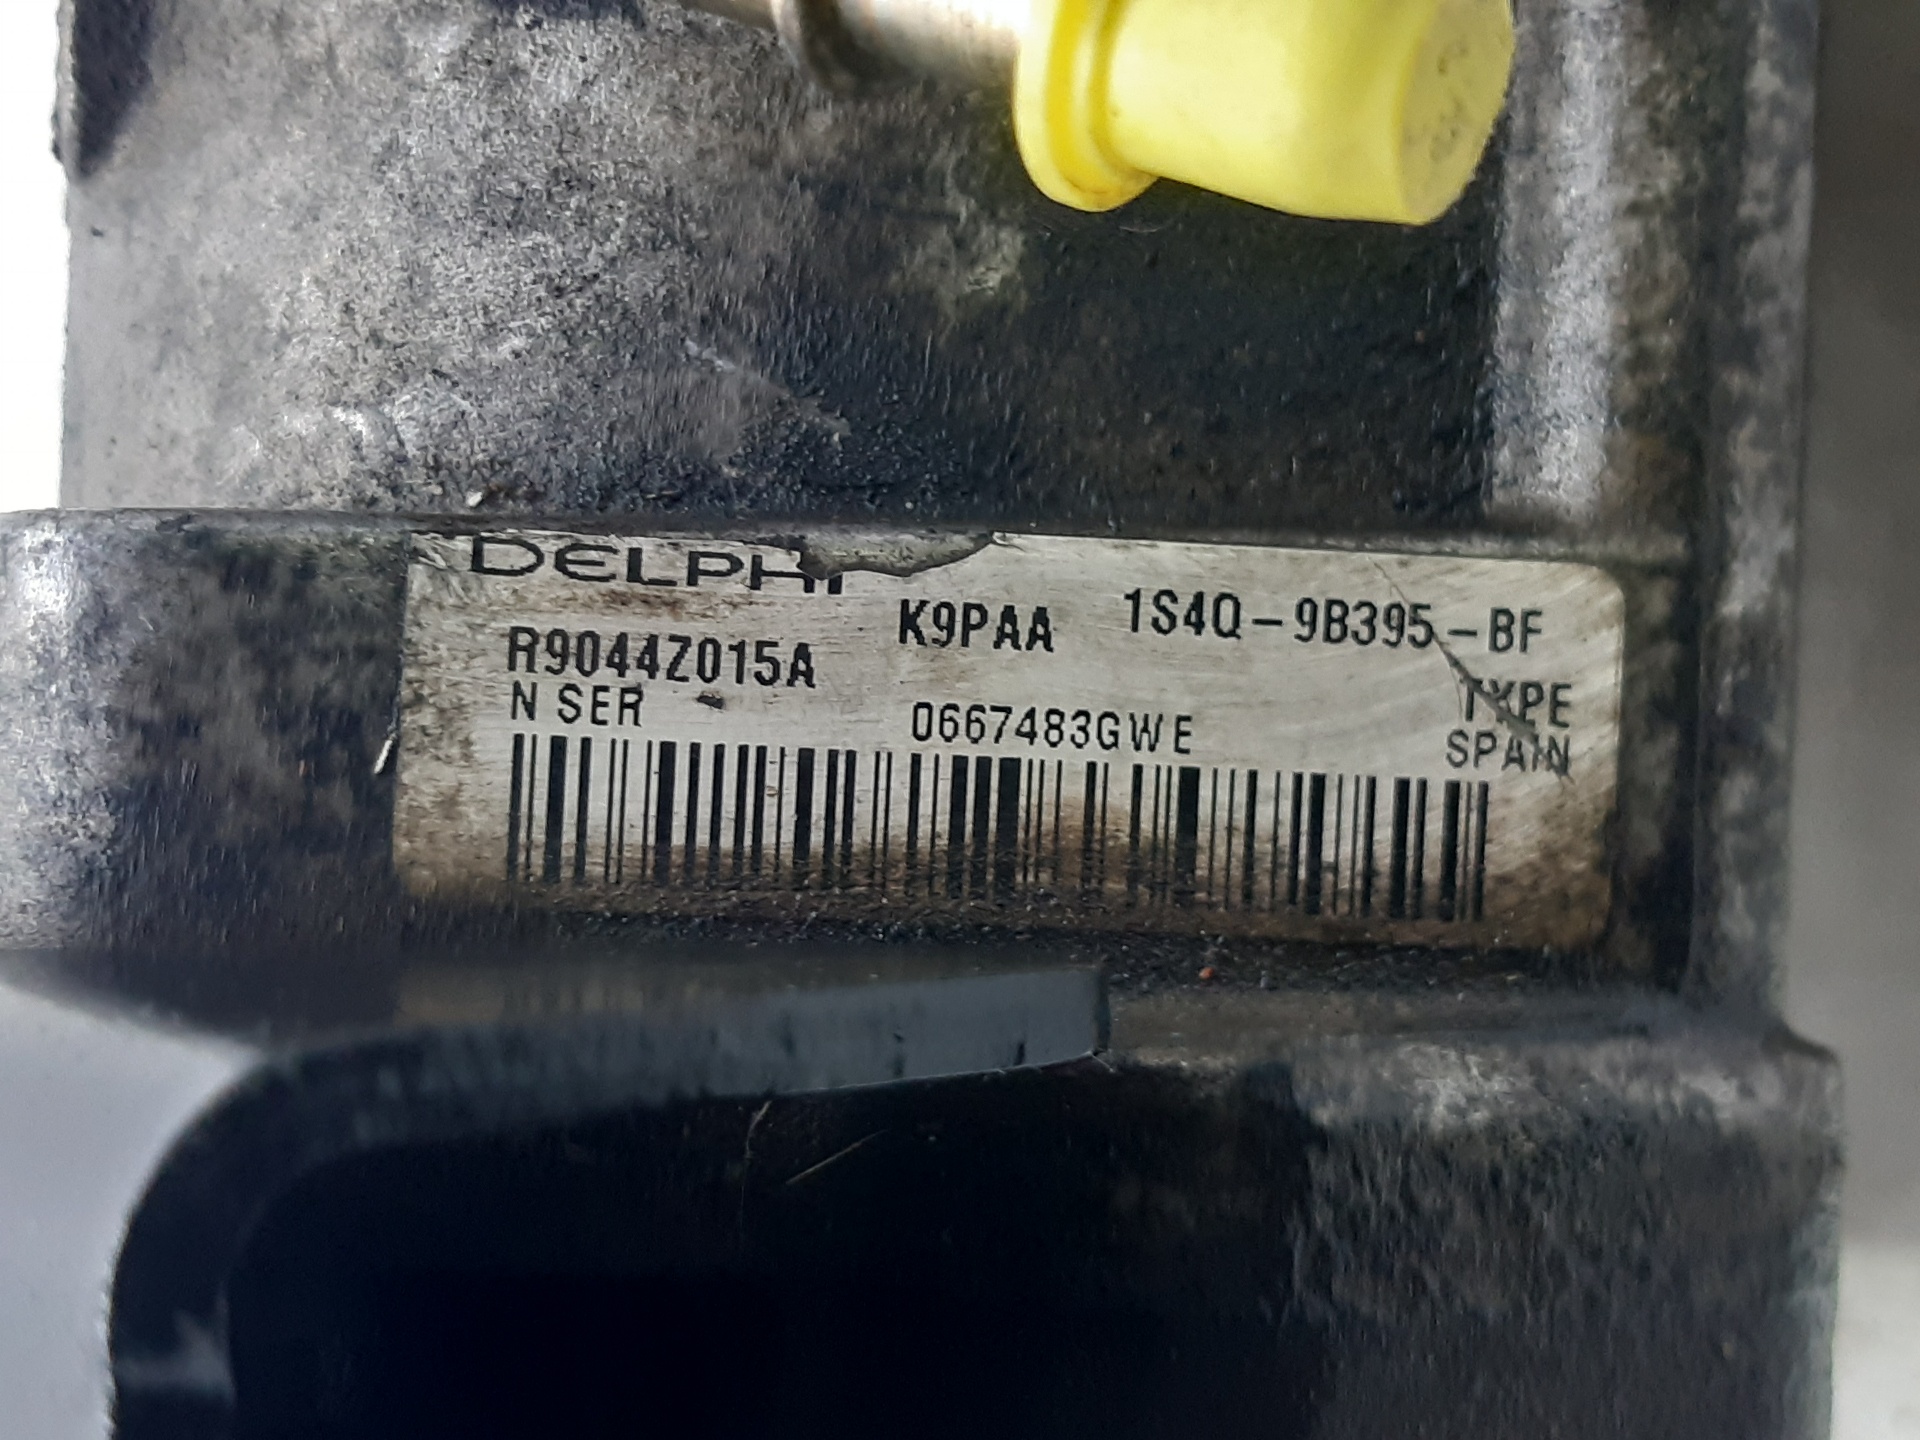 DELPHI
K9PAA 1S4Q-9B395-BF
R9044Z015A TYPE
N SER 0667483GWE SPAIN